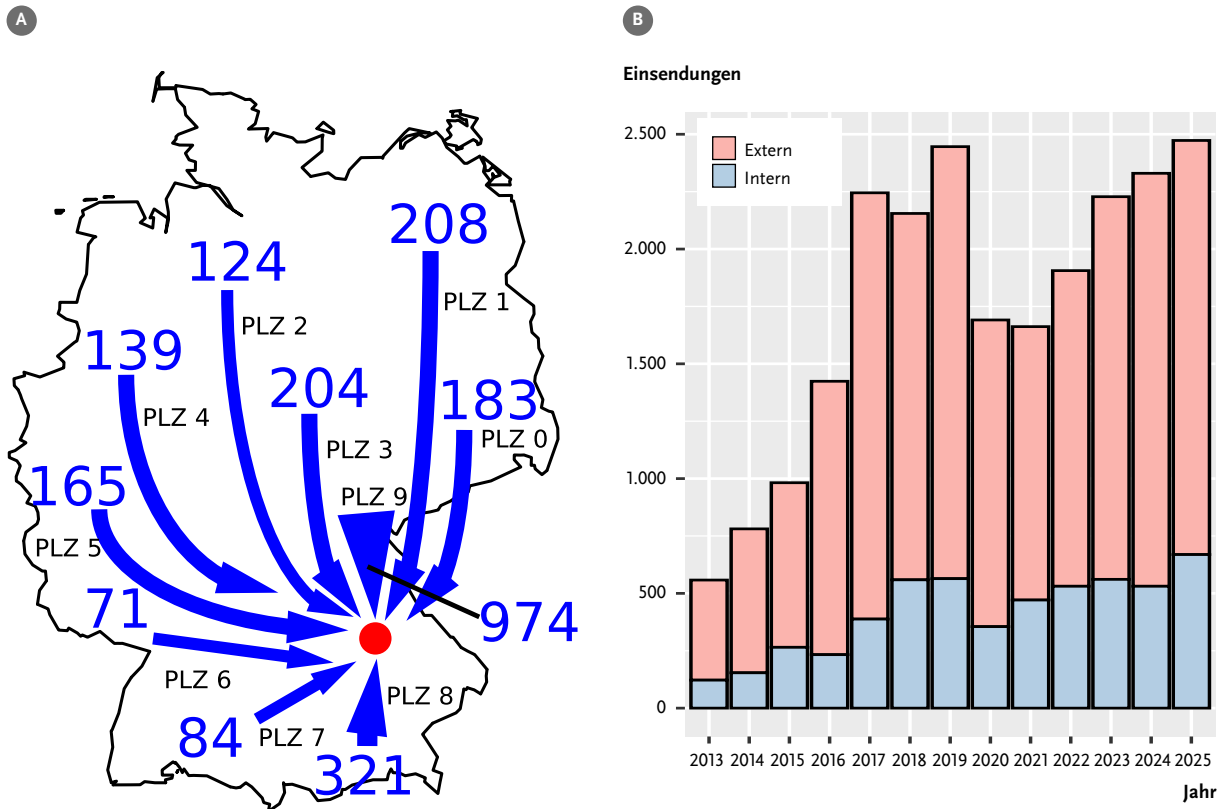 A
208
124
PLZ 1
PLZ 2
139
204
183
PLZ 4
PLZ 3
PLZ 0
165
PLZ 9
PLZ 5
71
974
PLZ 6
PLZ 8
84
PLZ 7
321
B
Einsendungen
2.500
Extern
Intern
2.000
1.500
1.000
500
0
2013 2014 2015 2016 2017 2018 2019 2020 2021 2022 2023 2024 2025
Jahr